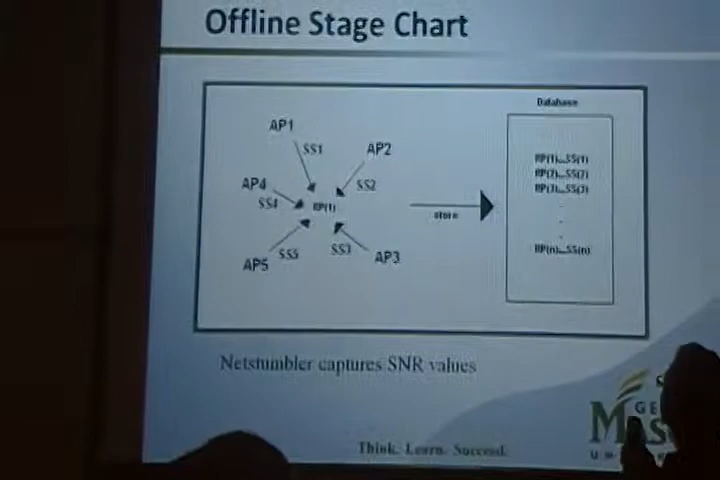 Offline Stage Chart
Database
AP1
SS1
AP2
RP(1)...SS(1)
RP(2)...SS(2)
RP(3)...SS(3)
AP4
SS2
SS4
RP(1)
store
.
.
.
SS5
SS3
AP3
RP(n)...SS(n)
AP5
Netstumbler captures SNR values
GE
Think. Learn. Succeed.